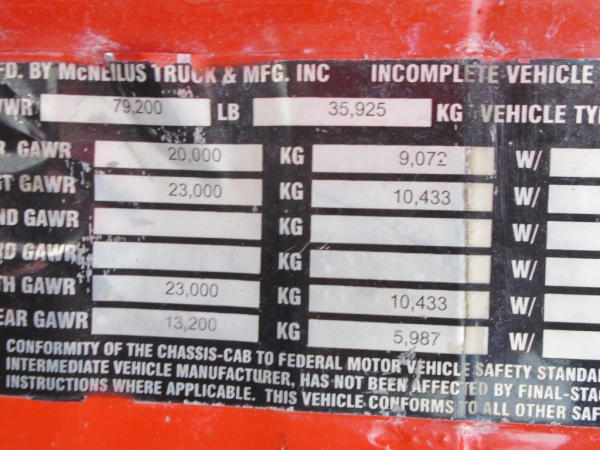 FD. BY McNEILUS TRUCK & MFG. INC INCOMPLETE VEHICLE
VWR 79,200 LB 35,925 KG VEHICLE TYP
R. GAWR 20,000 KG 9,072 W/
ST GAWR 23,000 KG 10,433 W/
ND GAWR KG W/
RD GAWR KG W/
TH GAWR 23,000 KG 10,433 W/
EAR GAWR 13,200 KG 5,987 W/
CONFORMITY OF THE CHASSIS-CAB TO FEDERAL MOTOR VEHICLE SAFETY STANDA
INTERMEDIATE VEHICLE MANUFACTURER, HAS NOT BEEN AFFECTED BY FINAL-STA
INSTRUCTIONS WHERE APPLICABLE. THIS VEHICLE CONFORMS TO ALL OTHER SAF